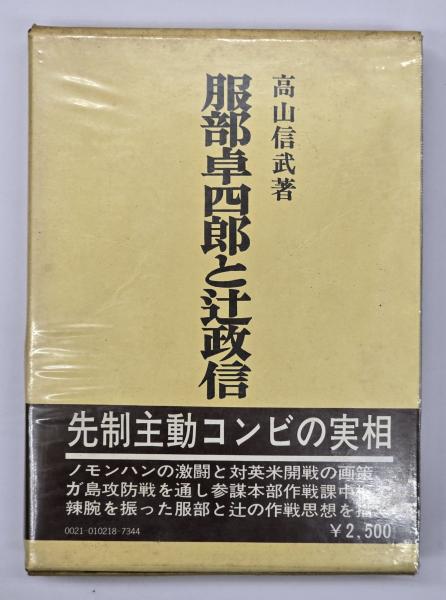 高山信武著
服部卓四郎と辻政信
先制主動コンビの実相
ノモンハンの激闘と対英米開戦の画策
ガ島攻防戦を通し参謀本部作戦課中
辣腕を振った服部と辻の作戦思想を描
0021-010218-7344
¥2,500